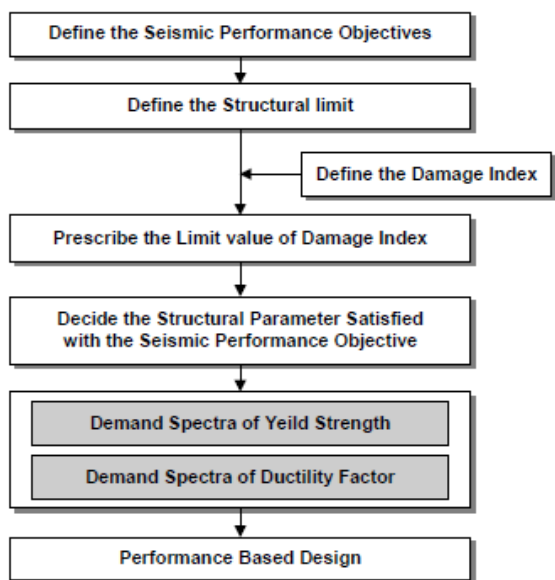 Define the Seismic Performance Objectives
Define the Structural limit
Define the Damage Index
Prescribe the Limit value of Damage Index
Decide the Structural Parameter Satisfied
with the Seismic Performance Objective
Demand Spectra of Yeild Strength
Demand Spectra of Ductility Factor
Performance Based Design